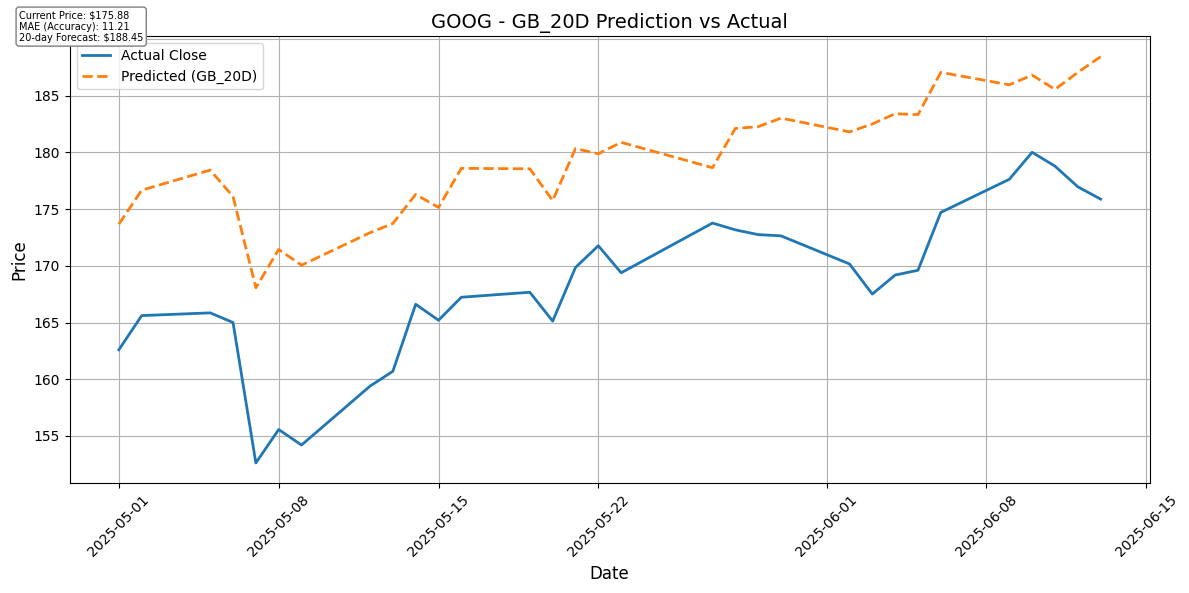 GOOG - GB_20D Prediction vs Actual
Current Price: $175.88
MAE (Accuracy): 11.21
20-day Forecast: $188.45
Actual Close
Predicted (GB_20D)
Price
185
180
175
170
165
160
155
2025-05-01
2025-05-08
2025-05-15
2025-05-22
2025-06-01
2025-06-08
2025-06-15
Date